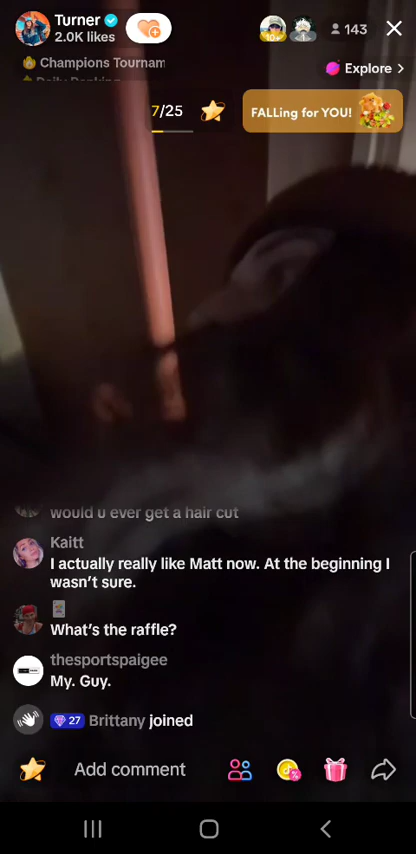 Turner
2.0K likes
143
Champions Tournam
Explore >
Daily Ranking
7/25
FALLing for YOU!
would u ever get a hair cut
Kaitt
I actually really like Matt now. At the beginning I
wasn't sure.
What's the raffle?
thesportspaigee
My. Guy.
27 Brittany joined
Add comment